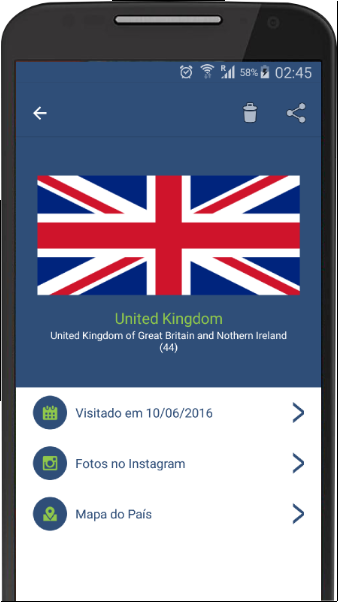 R 58% 02:45
United Kingdom
United Kingdom of Great Britain and Nothern Ireland
(44)
Visitado em 10/06/2016
Fotos no Instagram
Mapa do País